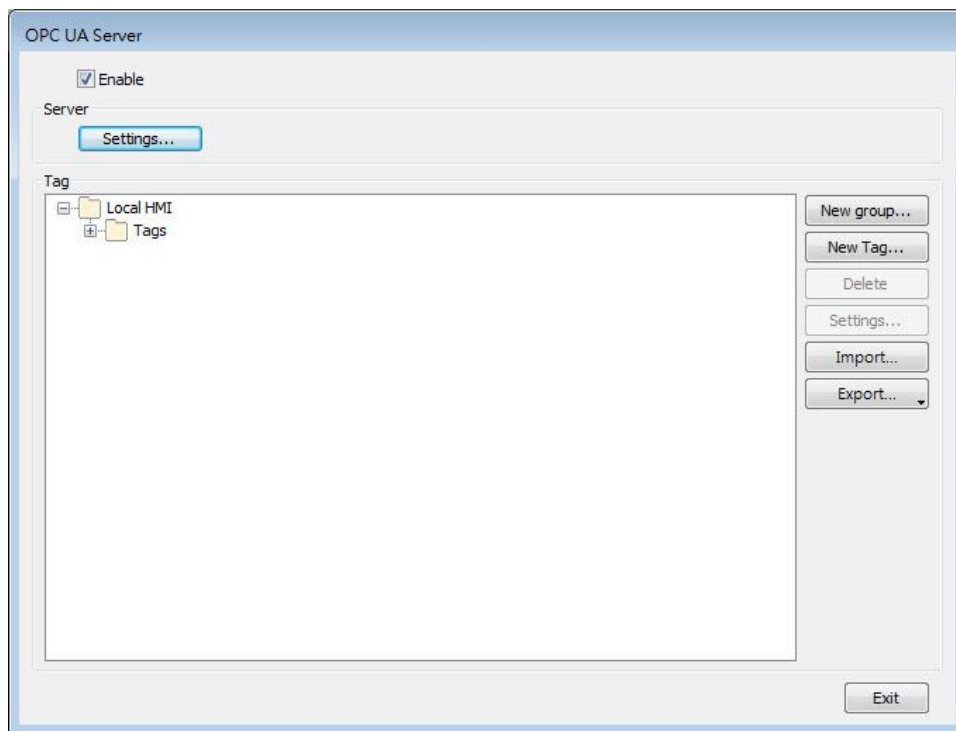 OPC UA Server
Enable
Server
Settings...
Tag
Local HMI
Tags
New group...
New Tag...
Delete
Settings...
Import...
Export...
Exit